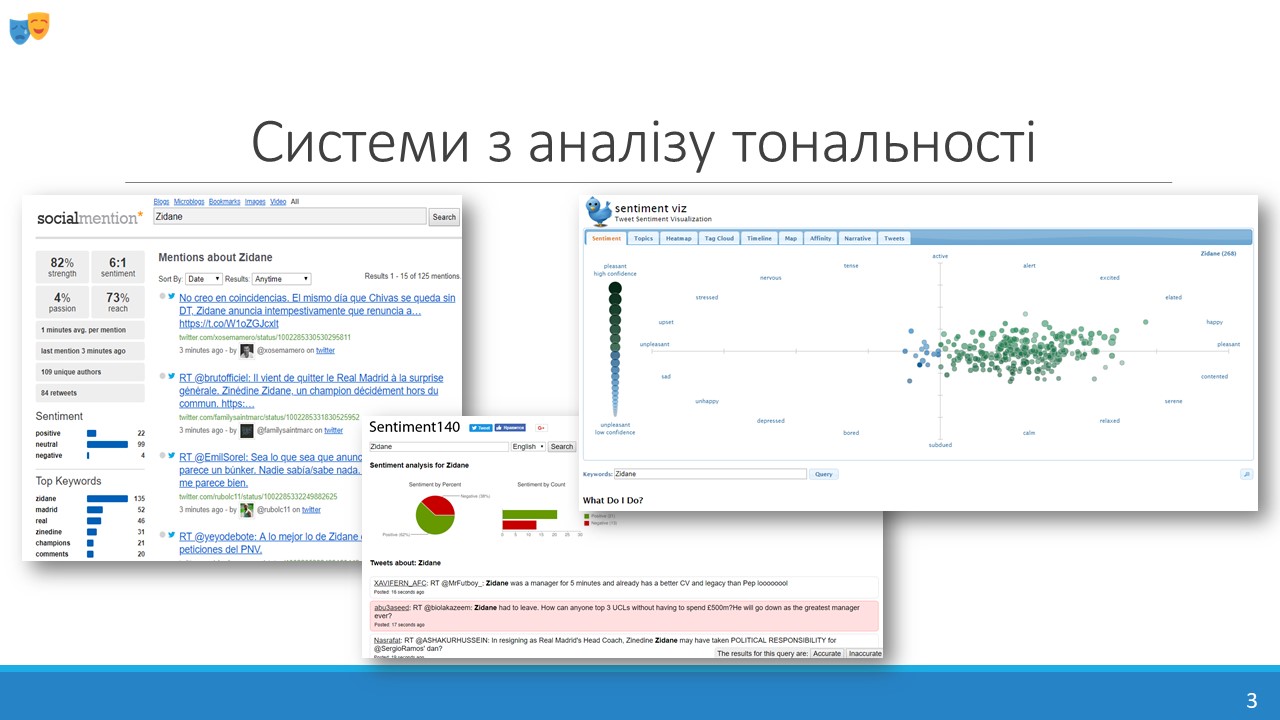 Системи з аналізу тональності
Blogs Microblogs Bookmarks Images Video All
socialmention*
Zidane
Search
82%
strength
6:1
sentiment
4%
passion
73%
reach
1 minutes avg. per mention
last mention 3 minutes ago
109 unique authors
84 retweets
Sentiment
positive 22
neutral 99
negative 4
Top Keywords
zidane 135
madrid 52
real 46
zinedine 31
champions 21
comments 20
Mentions about Zidane
Sort By: Date Results: Anytime
Results 1 - 15 of 125 mentions.
No creo en coincidencias. El mismo día que Chivas se queda sin
DT, Zidane anuncia intempestivamente que renuncia a…
https://t.co/W1oZGJcxlt
twitter.com/xosemamero/status/1002285330530295811
3 minutes ago - by @xosemamero on twitter
RT @brutofficiel: Il vient de quitter le Real Madrid à la surprise
générale. Zinédine Zidane, un champion décidément hors du
commun. https:…
twitter.com/familysaintmarc/status/1002285331830525952
3 minutes ago - by @familysaintmarc on twitter
RT @EmilSorel: Sea lo que sea que anunc
parece un búnker. Nadie sabía/sabe nada.
me parece bien.
twitter.com/rubolc11/status/1002285332245882625
3 minutes ago - by @rubolc11 on twitter
RT @yeyodebote: A lo mejor lo de Zidane
peticiones del PNV.
Sentiment140
Tweet
Нравится
G+
Zidane
English
Search
Sentiment analysis for Zidane
Sentiment by Percent
Negative (38%)
Positive (62%)
Sentiment by Count
0 5 10 15 20 25 30
Positive (21)
Negative (13)
Tweets about: Zidane
XAVIFERN_AFC: RT @MrFutboy_: Zidane was a manager for 5 minutes and already has a better CV and legacy than Pep looooooool
Posted: 16 seconds ago
abu3aseed: RT @biolakazeem: Zidane had to leave. How can anyone top 3 UCLs without having to spend £500m?He will go down as the greatest manager
ever?
Posted: 17 seconds ago
Nasrafat: RT @ASHAKURHUSSEIN: In resigning as Real Madrid's Head Coach, Zinedine Zidane may have taken POLITICAL RESPONSIBILITY for
@SergioRamos' dan?
The results for this query are: Accurate Inaccurate
sentiment viz
Tweet Sentiment Visualization
Sentiment Topics Heatmap Tag Cloud Timeline Map Affinity Narrative Tweets
Zidane (268)
pleasant
high confidence
unpleasant
low confidence
active
tense
alert
nervous
excited
stressed
elated
upset
happy
unpleasant
pleasant
sad
contented
unhappy
serene
depressed
relaxed
bored
calm
subdued
Keywords: Zidane
Query
What Do I Do?
3